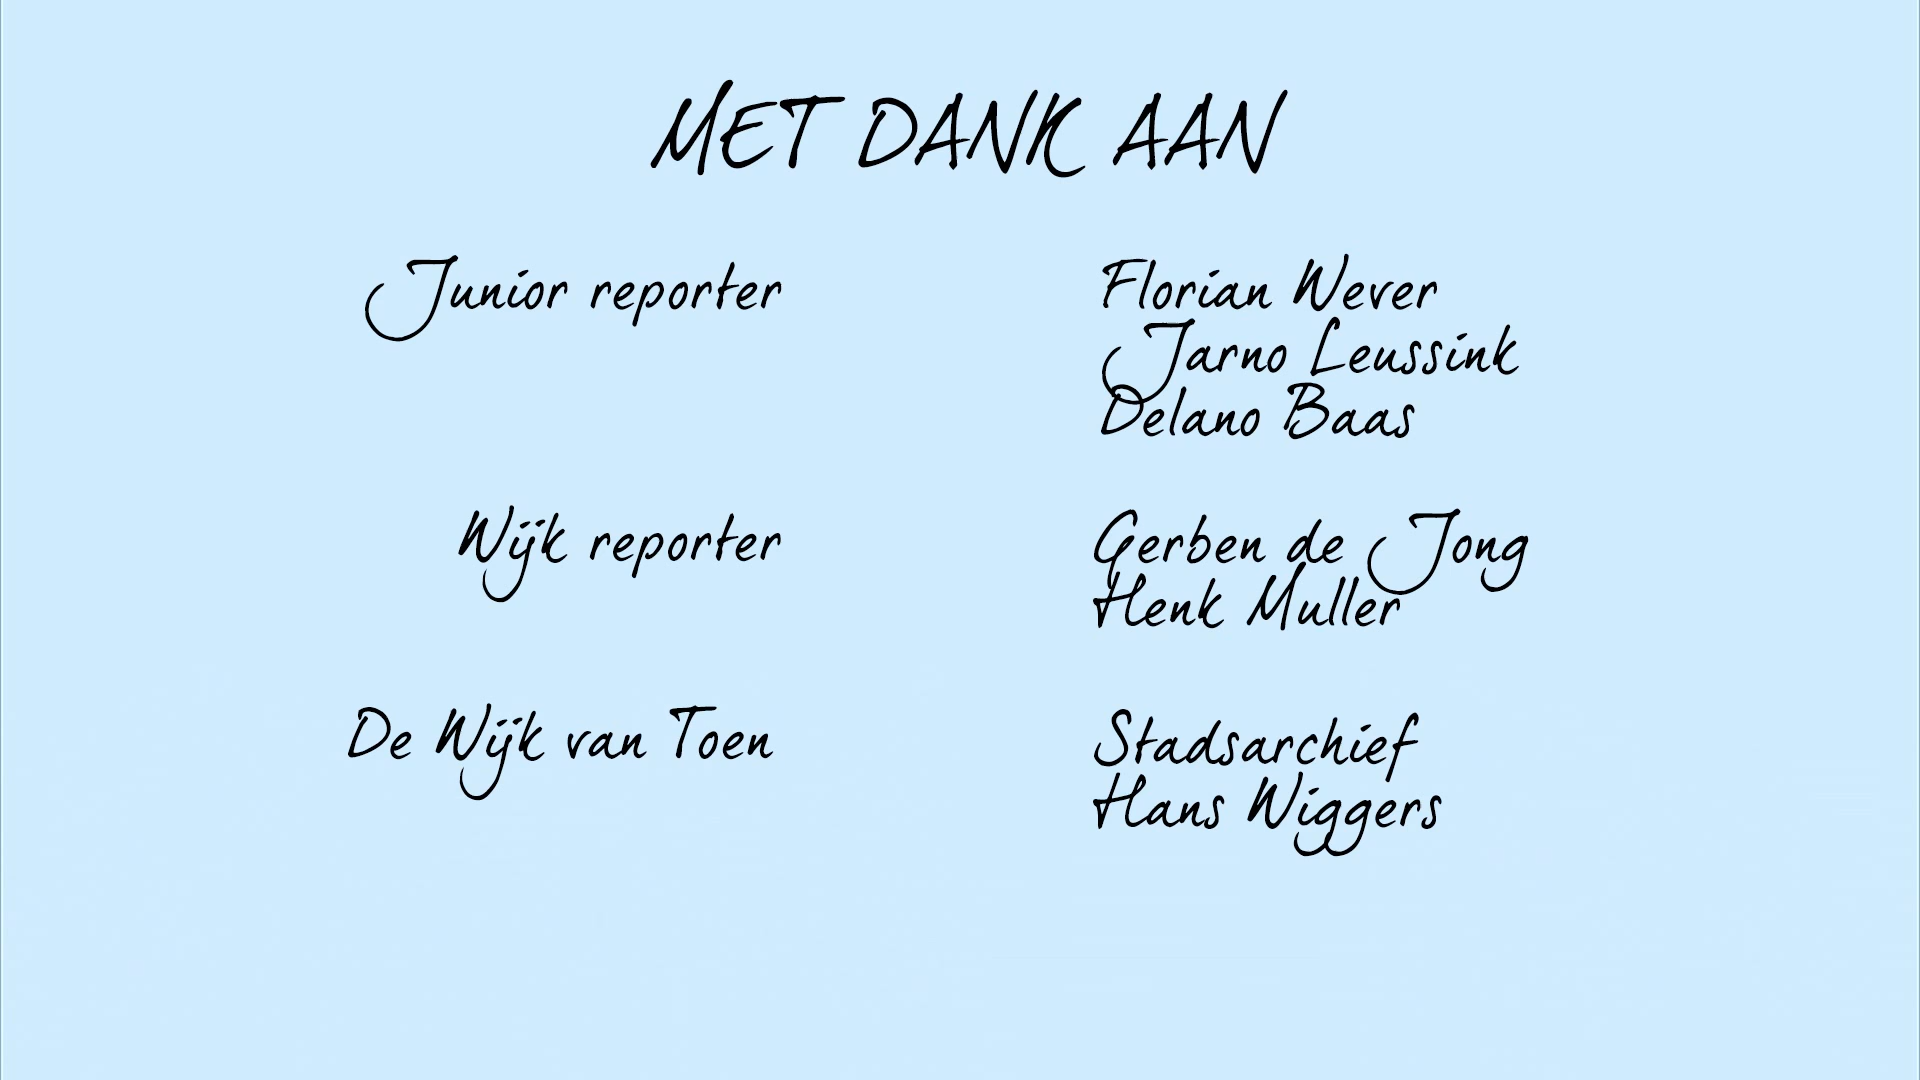 MET DANK AAN
Junior reporter
Florian Wever
Jarno Leussink
Delano Baas
Wijk reporter
Gerben de Jong
Henk Muller
De Wijk van Toen
Stadsarchief
Hans Wiggers